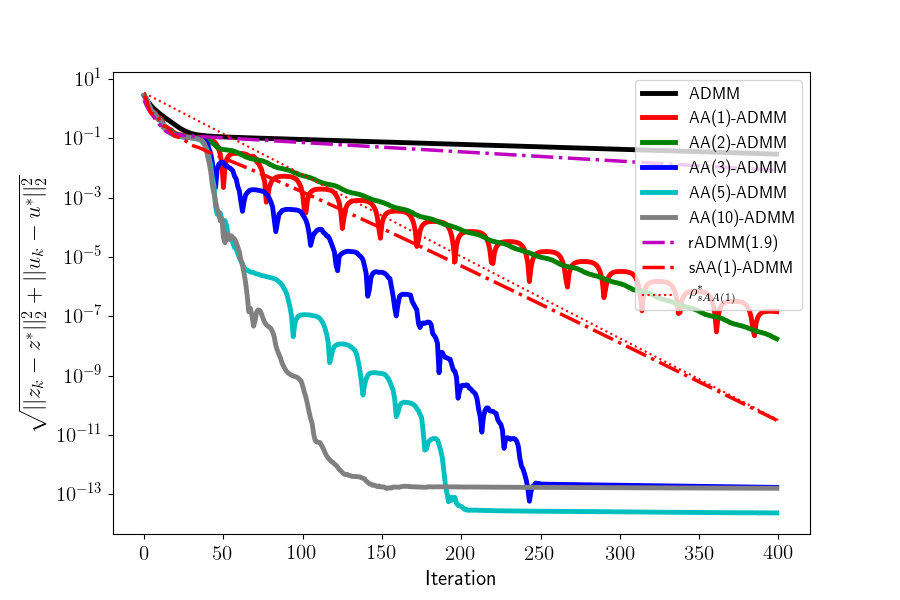 10^1
10^-1
10^-3
10^-5
10^-7
10^-9
10^-11
10^-13
√||z_k − z*||_2^2 + ||u_k − u*||_2^2
0 50 100 150 200 250 300 350 400
Iteration
ADMM
AA(1)-ADMM
AA(2)-ADMM
AA(3)-ADMM
AA(5)-ADMM
AA(10)-ADMM
rADMM(1.9)
sAA(1)-ADMM
ρ*_sAA(1)